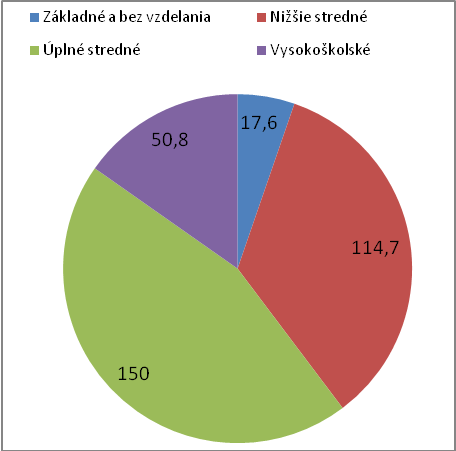 Základné a bez vzdelania
Nižšie stredné
Úplné stredné
Vysokoškolské
17,6
50,8
114,7
150